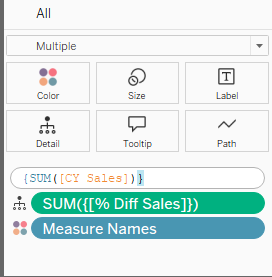 All
Multiple
Color Size Label
Detail Tooltip Path
{SUM([CY Sales])}
SUM({[% Diff Sales]})
Measure Names